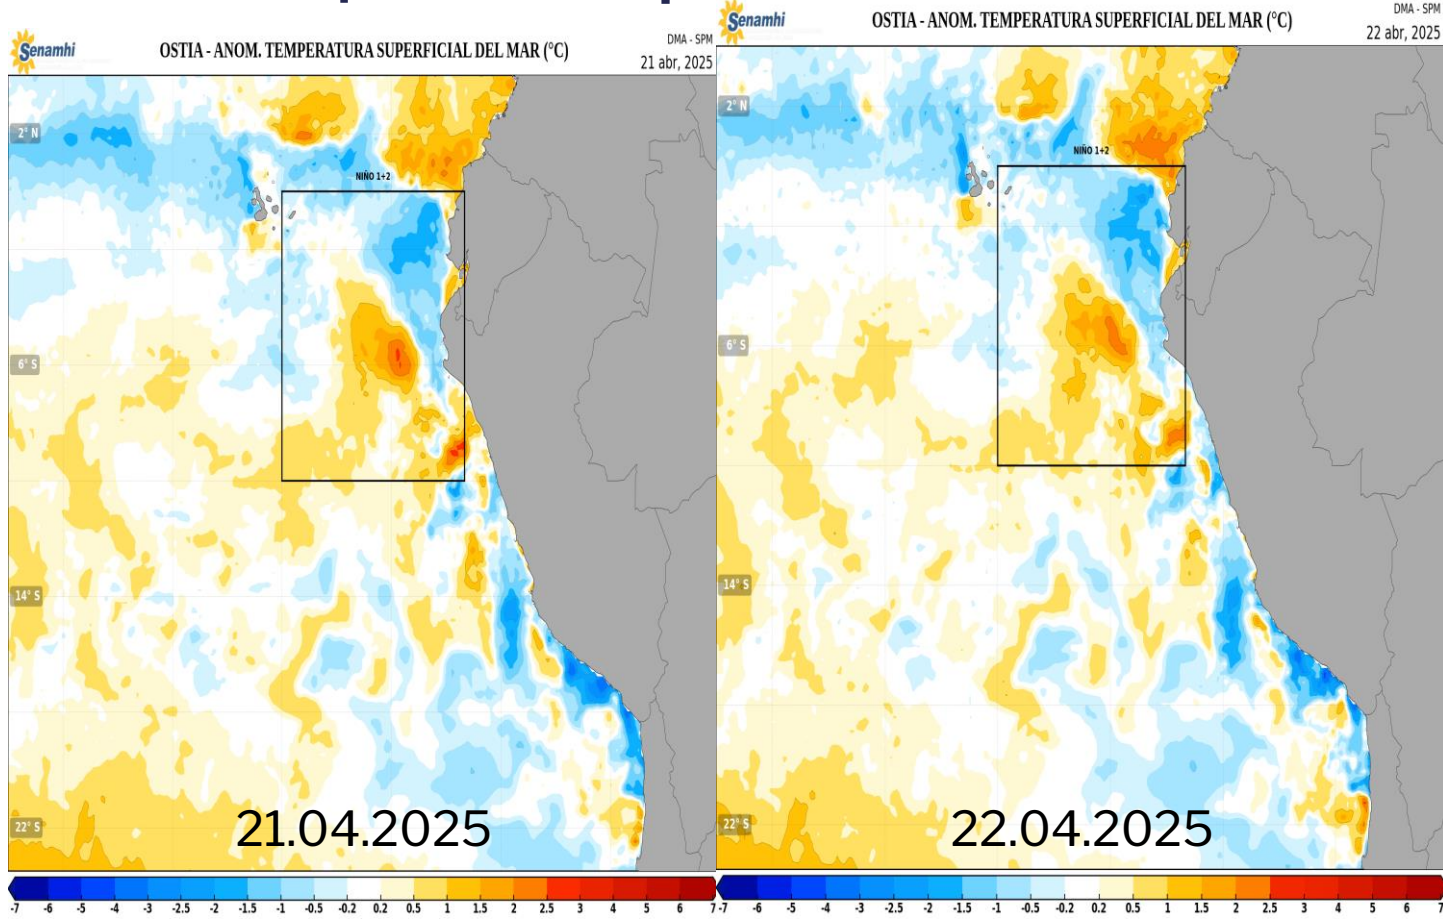 Senamhi
OSTIA - ANOM. TEMPERATURA SUPERFICIAL DEL MAR (°C)
DMA - SPM
21 abr, 2025
2° N
NIÑO 1+2
6° S
14° S
22° S
21.04.2025
-7 -6 -5 -4 -3 -2.5 -2 -1.5 -1 -0.5 -0.2 0.2 0.5 1 1.5 2 2.5 3 4 5 6 7
Senamhi
OSTIA - ANOM. TEMPERATURA SUPERFICIAL DEL MAR (°C)
DMA - SPM
22 abr, 2025
2° N
NIÑO 1+2
6° S
14° S
22° S
22.04.2025
-7 -6 -5 -4 -3 -2.5 -2 -1.5 -1 -0.5 -0.2 0.2 0.5 1 1.5 2 2.5 3 4 5 6 7